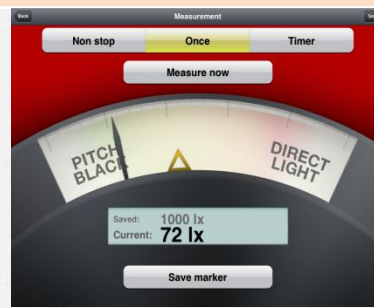 Back
Measurement
Non stop
Once
Timer
Measure now
PITCH
BLACK
DIRECT
LIGHT
Saved: 1000 lx
Current: 72 lx
Save marker